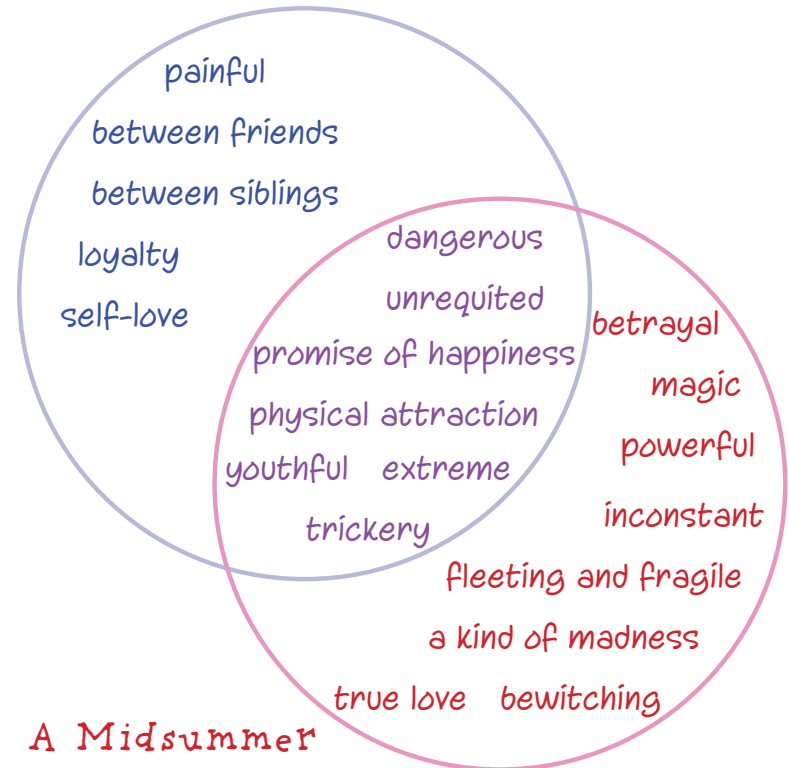 painful
between friends
between siblings
loyalty
self-love
dangerous
unrequited
promise of happiness
physical attraction
youthful extreme
trickery
betrayal
magic
powerful
inconstant
fleeting and fragile
a kind of madness
true love bewitching
A Midsummer